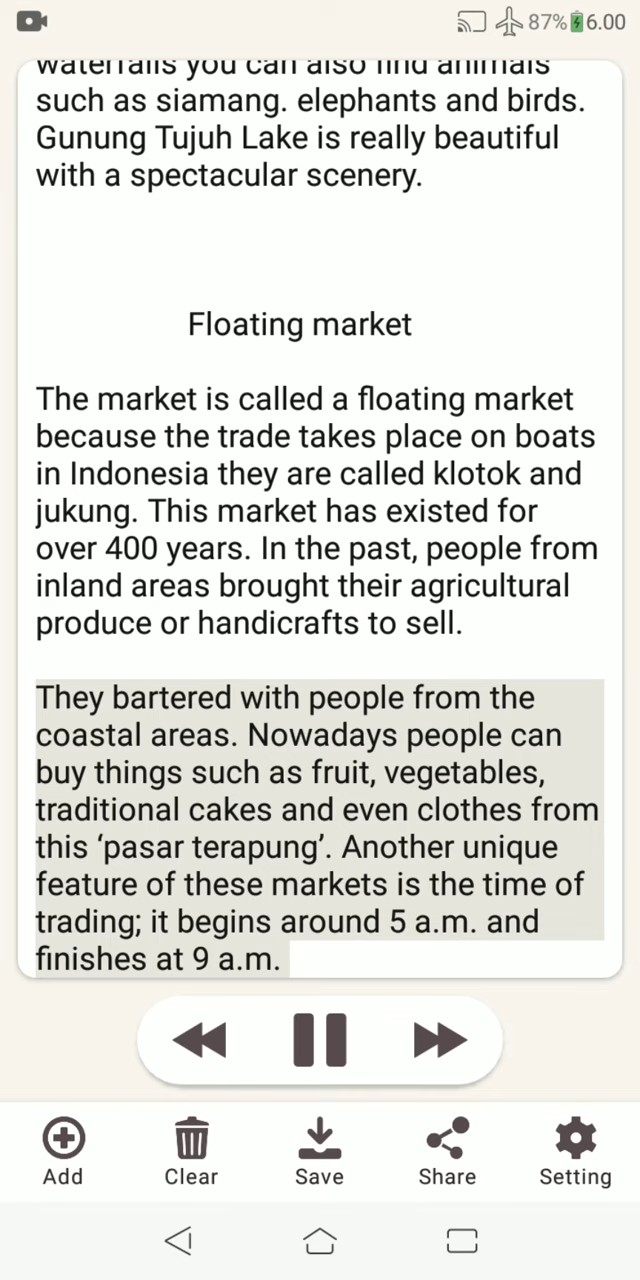 87% 6.00
waterfalls you can also find animals
such as siamang. elephants and birds.
Gunung Tujuh Lake is really beautiful
with a spectacular scenery.
Floating market
The market is called a floating market
because the trade takes place on boats
in Indonesia they are called klotok and
jukung. This market has existed for
over 400 years. In the past, people from
inland areas brought their agricultural
produce or handicrafts to sell.
They bartered with people from the
coastal areas. Nowadays people can
buy things such as fruit, vegetables,
traditional cakes and even clothes from
this ‘pasar terapung’. Another unique
feature of these markets is the time of
trading; it begins around 5 a.m. and
finishes at 9 a.m.
Add Clear Save Share Setting